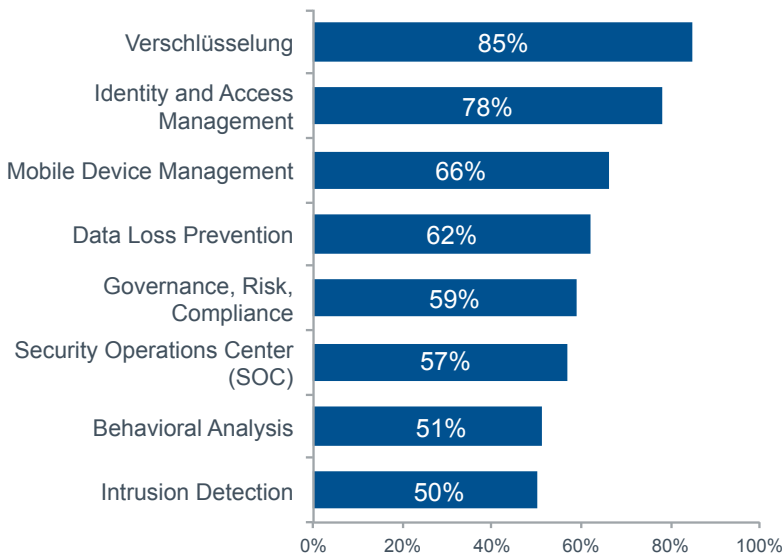 Verschlüsselung
85%
Identity and Access
Management
78%
Mobile Device Management
66%
Data Loss Prevention
62%
Governance, Risk,
Compliance
59%
Security Operations Center
(SOC)
57%
Behavioral Analysis
51%
Intrusion Detection
50%
0% 20% 40% 60% 80% 100%